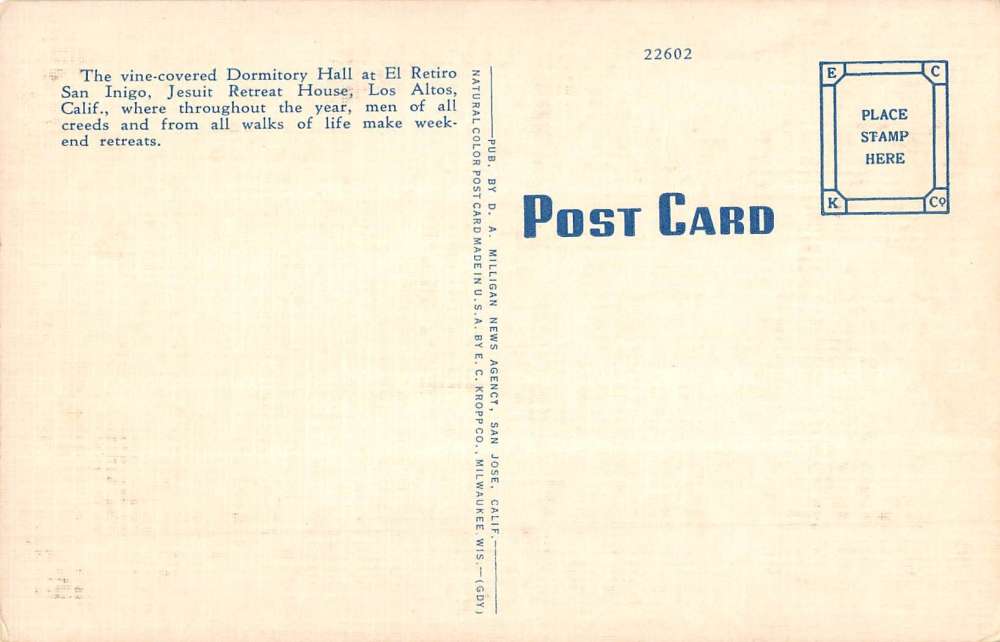 The vine-covered Dormitory Hall at El Retiro
San Inigo, Jesuit Retreat House, Los Altos,
Calif., where throughout the year, men of all
creeds and from all walks of life make week-
end retreats.
NATURAL COLOR POST CARD MADE IN U.S.A. BY E. C. KROPP CO., MILWAUKEE, WIS.—(GDY)
PUB. BY D. A. MILLIGAN NEWS AGENCY, SAN JOSE, CALIF.
22602
POST CARD
E C
PLACE
STAMP
HERE
K Co